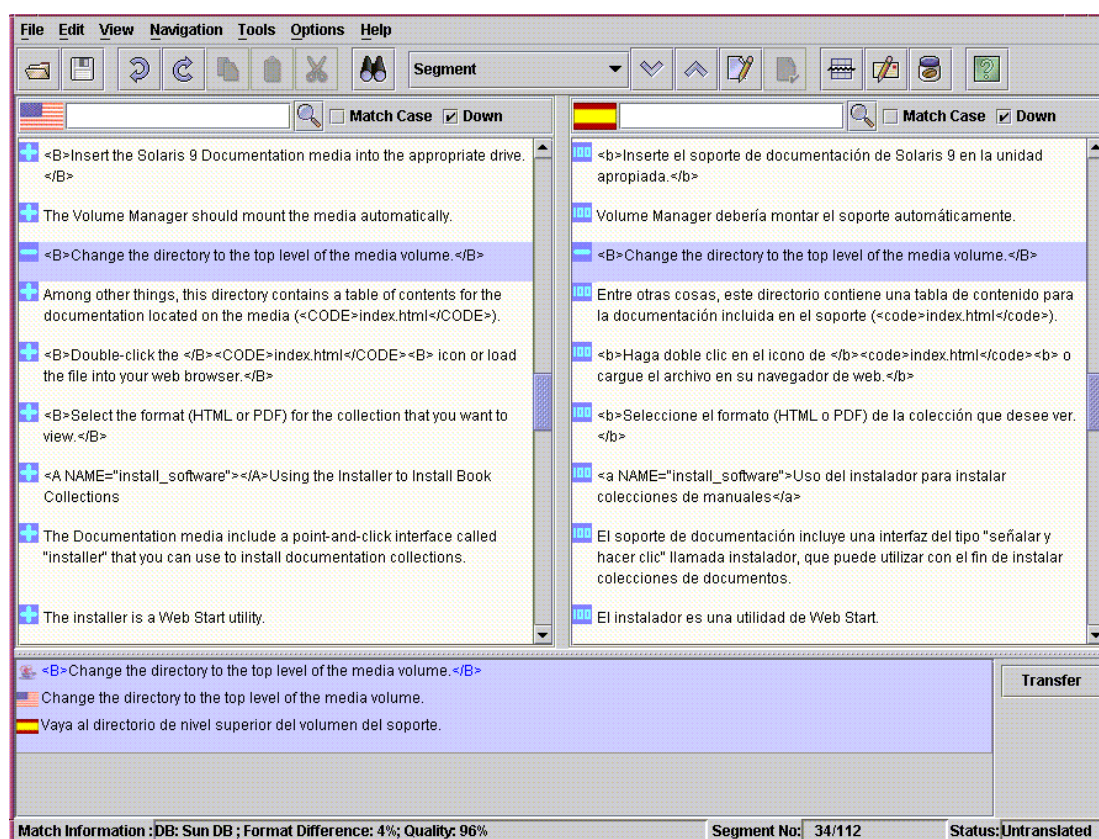 File Edit View Navigation Tools Options Help
Segment
Match Case Down
Match Case Down
<B>Insert the Solaris 9 Documentation media into the appropriate drive.
</B>
The Volume Manager should mount the media automatically.
<B>Change the directory to the top level of the media volume.</B>
Among other things, this directory contains a table of contents for the
documentation located on the media (<CODE>index.html</CODE>).
<B>Double-click the </B><CODE>index.html</CODE><B> icon or load
the file into your web browser.</B>
<B>Select the format (HTML or PDF) for the collection that you want to
view.</B>
<A NAME="install_software"></A>Using the Installer to Install Book
Collections
The Documentation media include a point-and-click interface called
"installer" that you can use to install documentation collections.
The installer is a Web Start utility.
100 <b>Inserte el soporte de documentación de Solaris 9 en la unidad
apropiada.</b>
100 Volume Manager debería montar el soporte automáticamente.
<B>Change the directory to the top level of the media volume.</B>
100 Entre otras cosas, este directorio contiene una tabla de contenido para
la documentación incluida en el soporte (<code>index.html</code>).
100 <b>Haga doble clic en el icono de </b><code>index.html</code><b> o
cargue el archivo en su navegador de web.</b>
100 <b>Seleccione el formato (HTML o PDF) de la colección que desee ver.
</b>
100 <a NAME="install_software">Uso del instalador para instalar
colecciones de manuales</a>
100 El soporte de documentación incluye una interfaz del tipo "señalar y
hacer clic" llamada instalador, que puede utilizar con el fin de instalar
colecciones de documentos.
100 El instalador es una utilidad de Web Start.
<B>Change the directory to the top level of the media volume.</B>
Change the directory to the top level of the media volume.
Vaya al directorio de nivel superior del volumen del soporte.
Transfer
Match Information :DB: Sun DB ; Format Difference: 4%; Quality: 96% Segment No: 34/112 Status:Untranslated